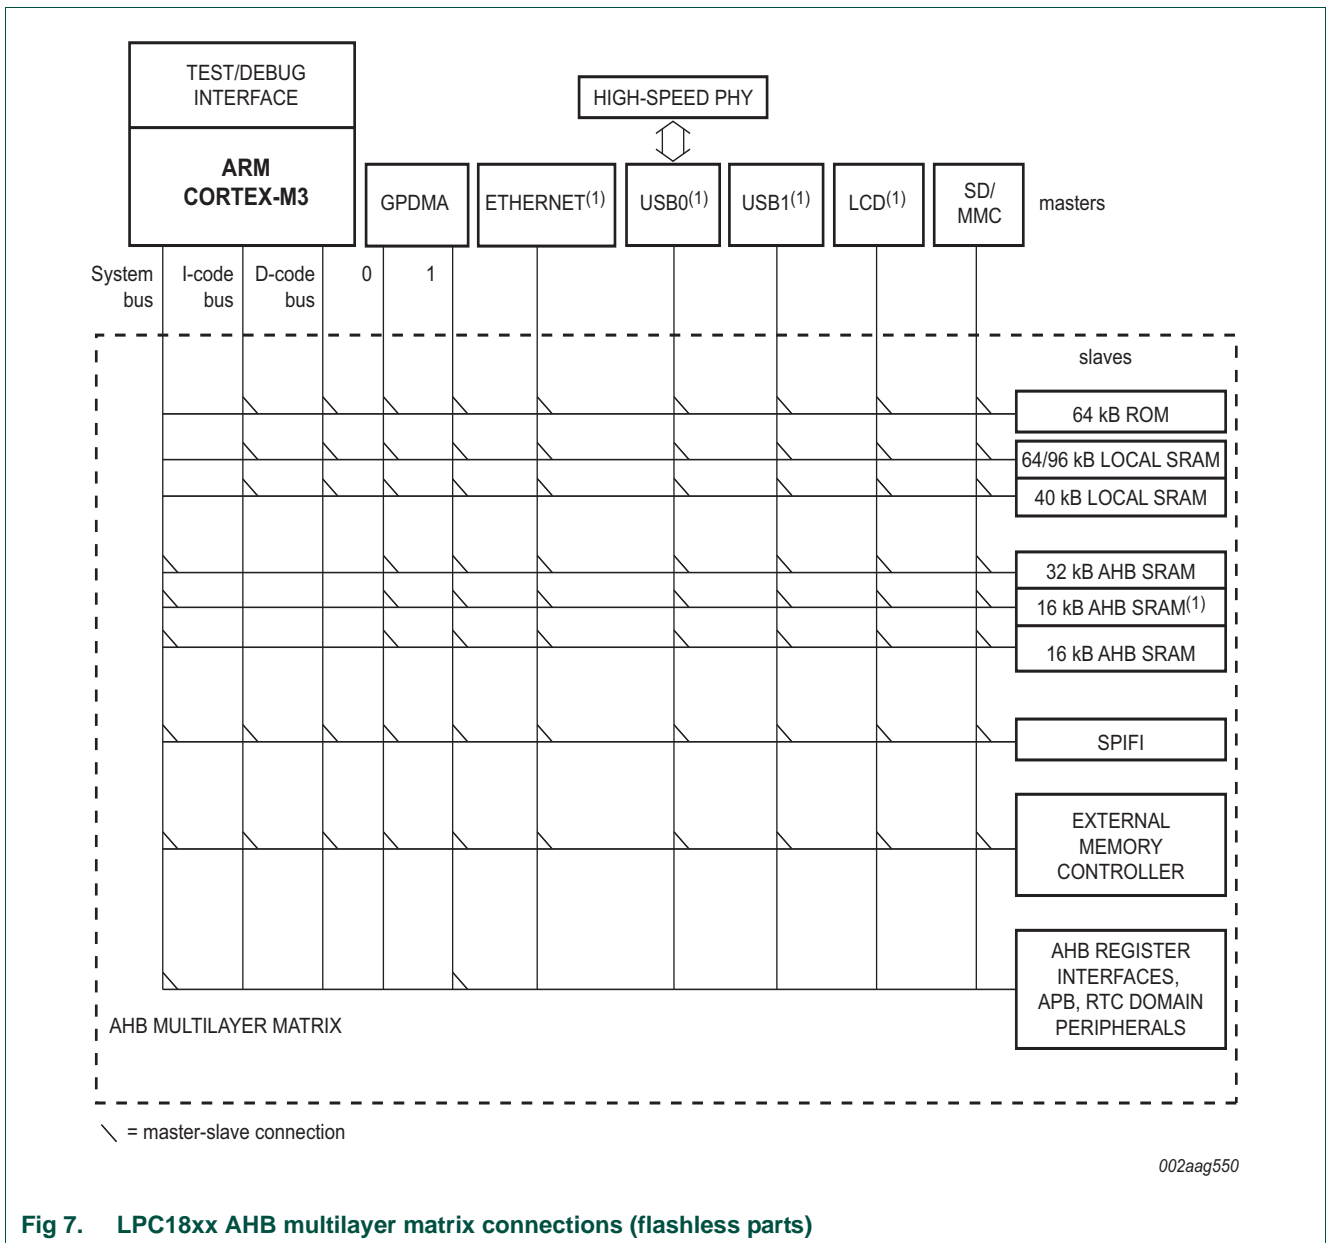 TEST/DEBUG
INTERFACE
ARM
CORTEX-M3
HIGH-SPEED PHY
GPDMA
ETHERNET(1)
USB0(1)
USB1(1)
LCD(1)
SD/
MMC
masters
System
bus
I-code
bus
D-code
bus
0
1
slaves
64 kB ROM
64/96 kB LOCAL SRAM
40 kB LOCAL SRAM
32 kB AHB SRAM
16 kB AHB SRAM(1)
16 kB AHB SRAM
SPIFI
EXTERNAL
MEMORY
CONTROLLER
AHB REGISTER
INTERFACES,
APB, RTC DOMAIN
PERIPHERALS
AHB MULTILAYER MATRIX
= master-slave connection
002aag550
Fig 7. LPC18xx AHB multilayer matrix connections (flashless parts)